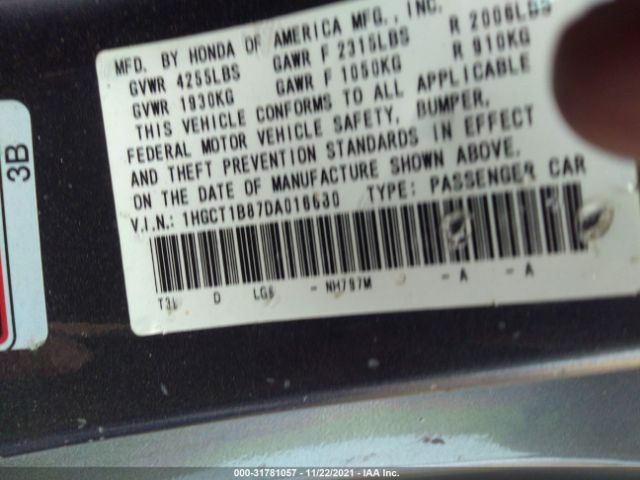 MFD. BY HONDA OF AMERICA MFG., INC.
GVWR 4255LBS GAWR F 2315LBS R 2006LBS
GVWR 1930KG GAWR F 1050KG R 910KG
THIS VEHICLE CONFORMS TO ALL APPLICABLE
FEDERAL MOTOR VEHICLE SAFETY, BUMPER,
AND THEFT PREVENTION STANDARDS IN EFFECT
ON THE DATE OF MANUFACTURE SHOWN ABOVE.
V.I.N.: TYPE: PASSENGER CAR
D - NH797M - A - A
3B
000-31781057 - 11/22/2021 - IAA Inc.